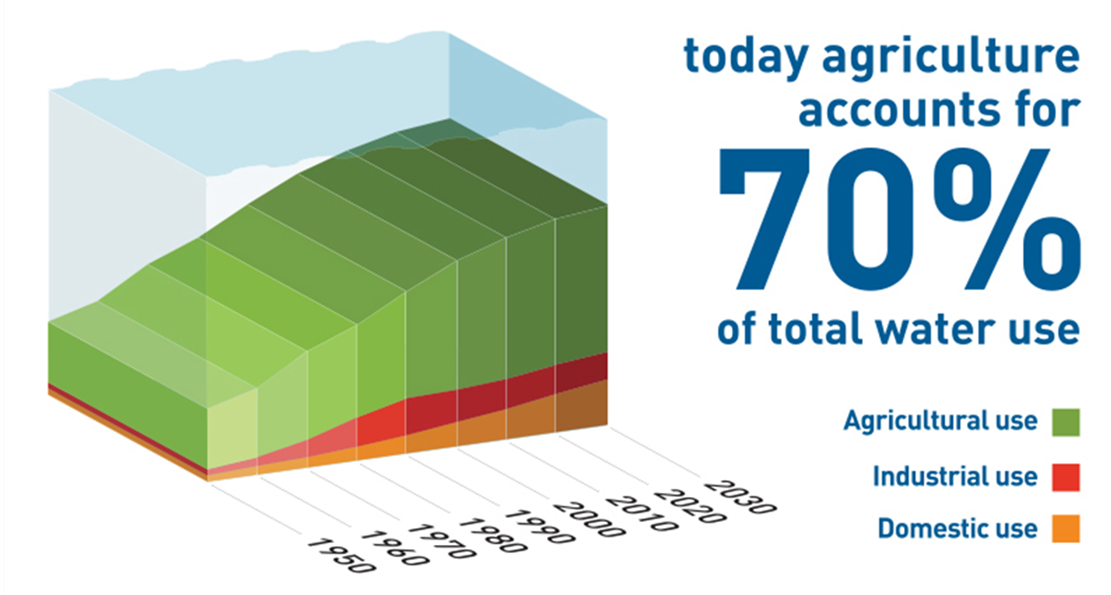 today agriculture
accounts for
70%
of total water use
Agricultural use
Industrial use
Domestic use
1950
1960
1970
1980
1990
2000
2010
2020
2030